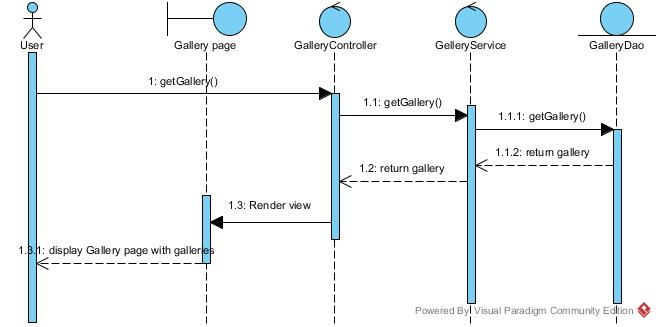 User
Gallery page
GalleryController
GelleryService
GalleryDao
1: getGallery()
1.1: getGallery()
1.1.1: getGallery()
1.1.2: return gallery
1.2: return gallery
1.3: Render view
1.3.1: display Gallery page with galleries
Powered By Visual Paradigm Community Edition